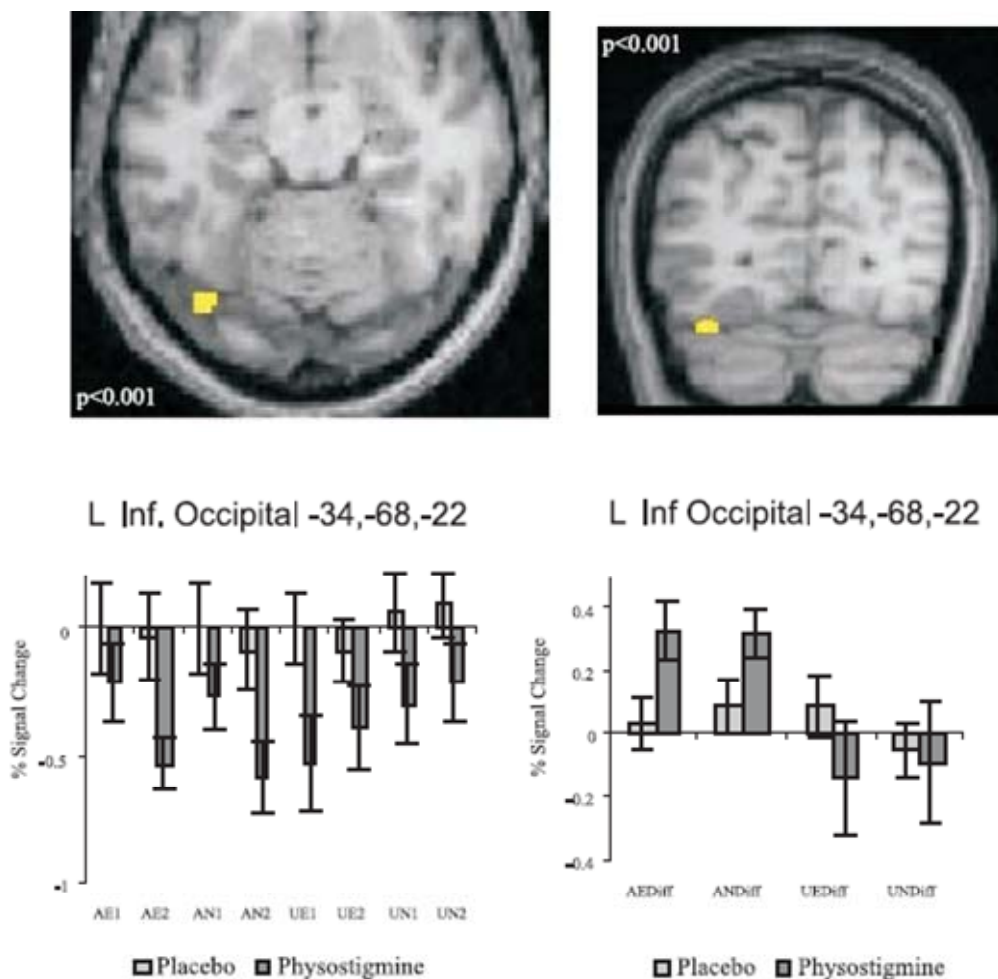 p<0.001
p<0.001
L Inf. Occipital -34,-68,-22
% Signal Change
0
-0.5
-1
AE1 AE2 AN1 AN2 UE1 UE2 UN1 UN2
Placebo Physostigmine
L Inf Occipital -34,-68,-22
% Signal Change
0.4
0.2
0
-0.2
-0.4
AEDiff ANDiff UEDiff UNDiff
Placebo Physostigmine